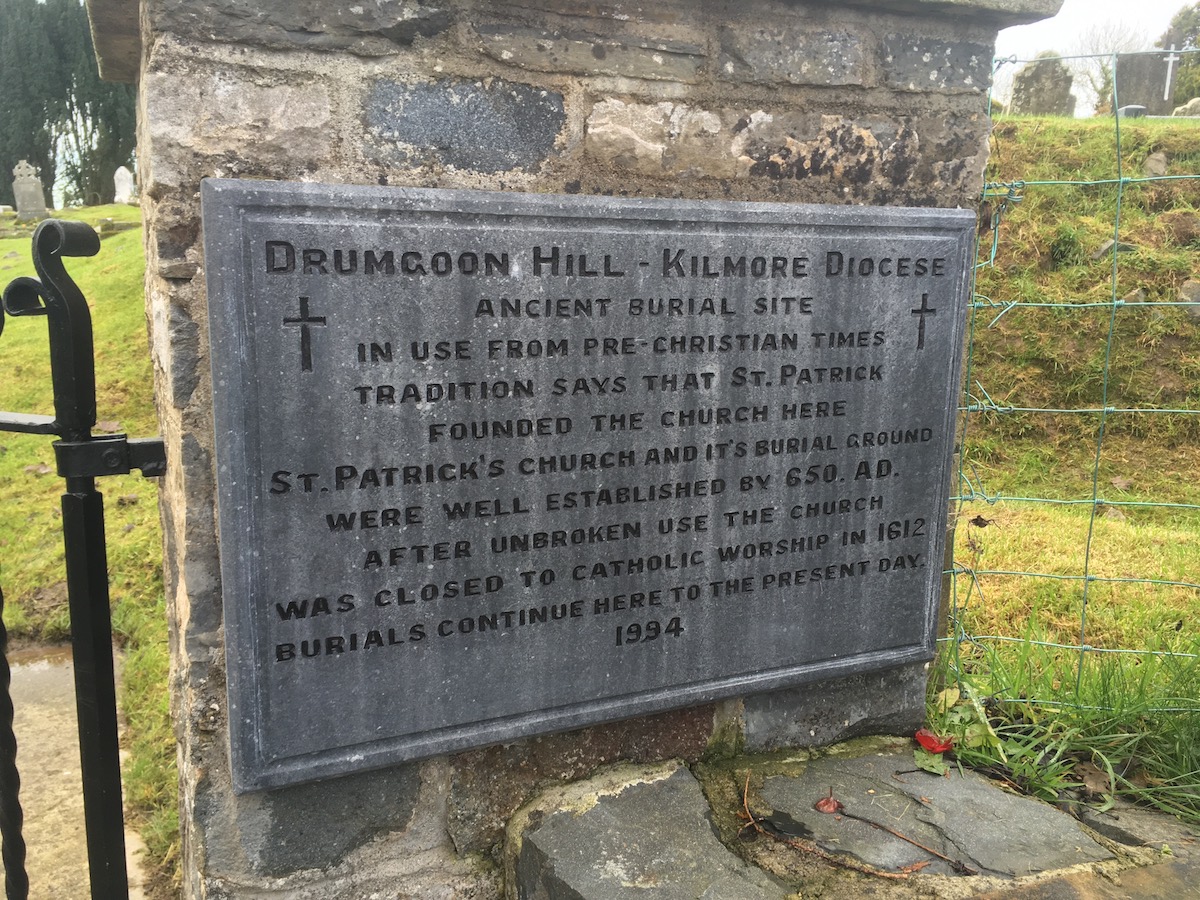 Drumgoon Hill - Kilmore Diocese
ANCIENT BURIAL SITE
IN USE FROM PRE-CHRISTIAN TIMES
TRADITION SAYS THAT ST. PATRICK
FOUNDED THE CHURCH HERE
ST. PATRICK'S CHURCH AND IT'S BURIAL GROUND
WERE WELL ESTABLISHED BY 650. AD.
AFTER UNBROKEN USE THE CHURCH
WAS CLOSED TO CATHOLIC WORSHIP IN 1612
BURIALS CONTINUE HERE TO THE PRESENT DAY.
1994